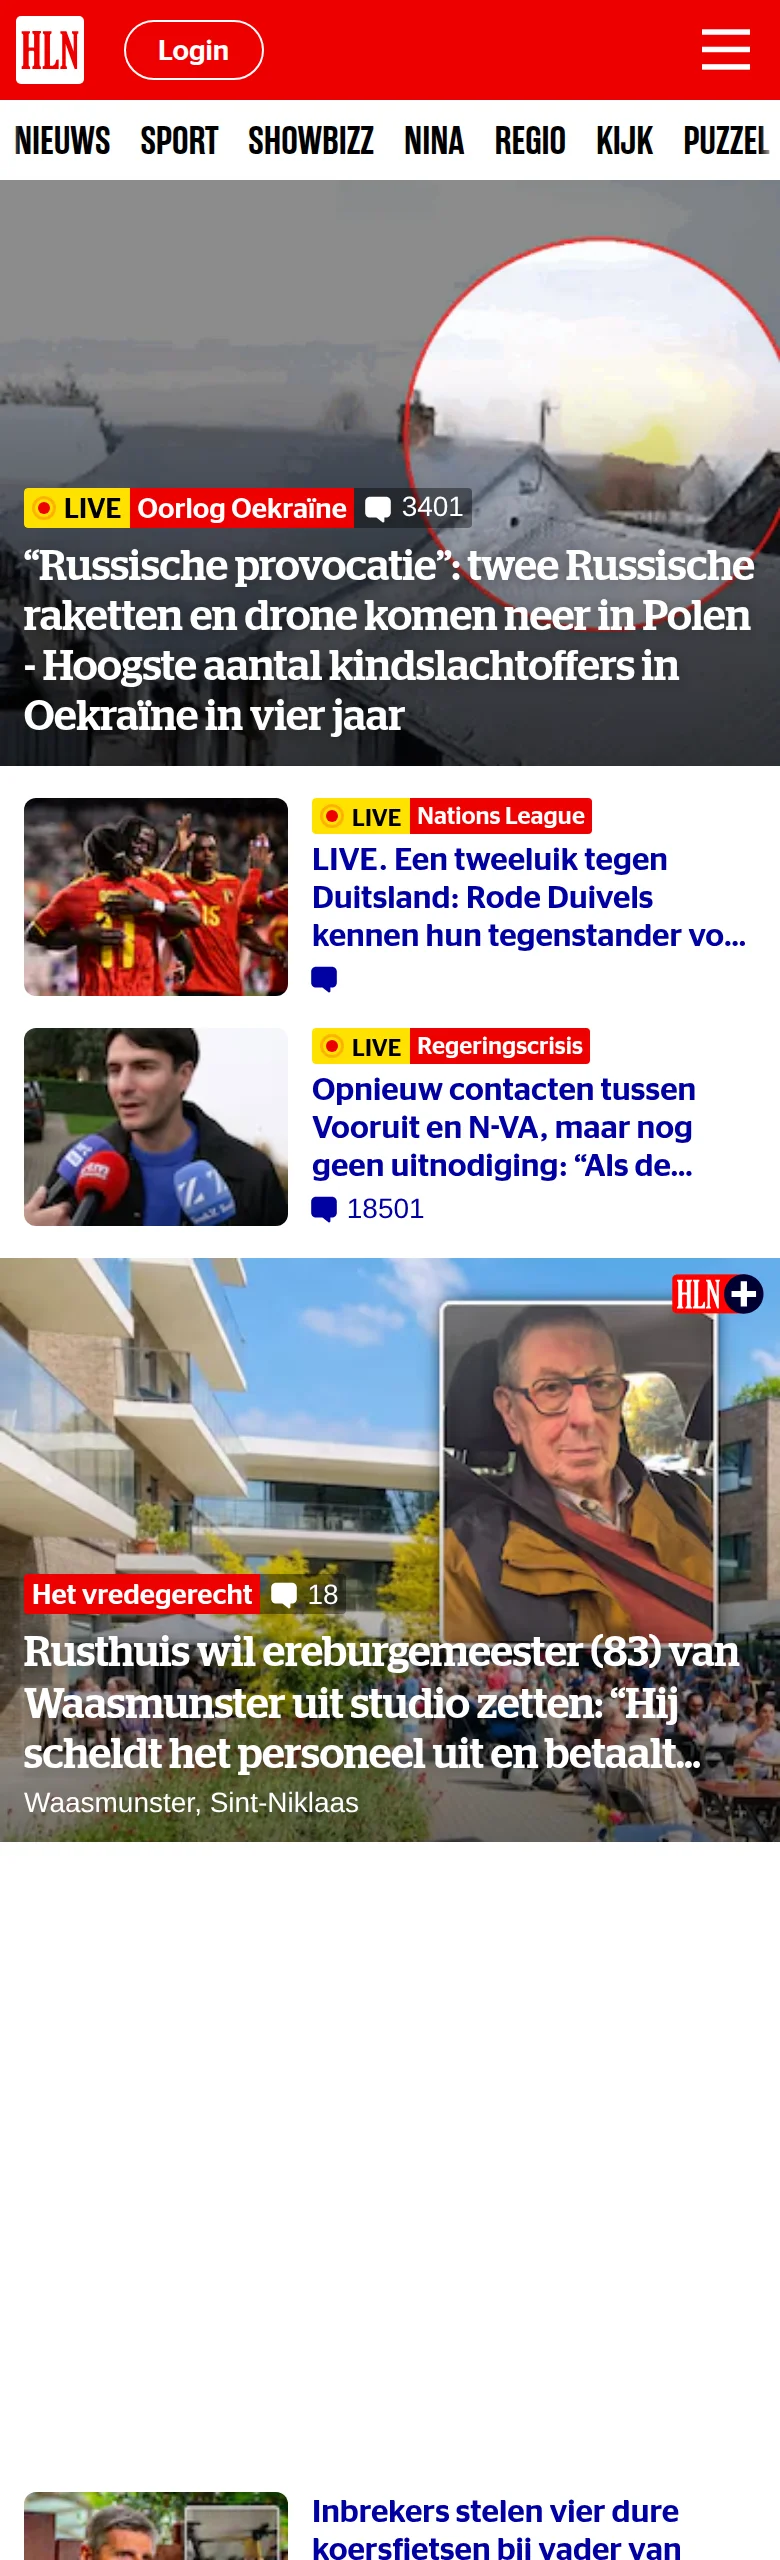 HLN
Login
NIEUWS SPORT SHOWBIZZ NINA REGIO KIJK PUZZEL
LIVE Oorlog Oekraïne 3401
“Russische provocatie”: twee Russische
raketten en drone komen neer in Polen
- Hoogste aantal kindslachtoffers in
Oekraïne in vier jaar
LIVE Nations League
LIVE. Een tweeluik tegen
Duitsland: Rode Duivels
kennen hun tegenstander vo...
LIVE Regeringscrisis
Opnieuw contacten tussen
Vooruit en N-VA, maar nog
geen uitnodiging: “Als de...
18501
HLN+
Het vredegerecht 18
Rusthuis wil ereburgemeester (83) van
Waasmunster uit studio zetten: “Hij
scheldt het personeel uit en betaalt...
Waasmunster, Sint-Niklaas
Inbrekers stelen vier dure
koersfietsen bij vader van